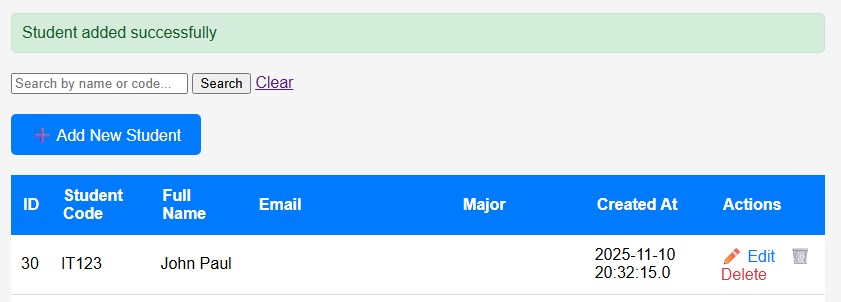 Student added successfully
Search by name or code... Search Clear
Add New Student
ID Student Code Full Name Email Major Created At Actions
30 IT123 John Paul 2025-11-10 20:32:15.0 Edit Delete